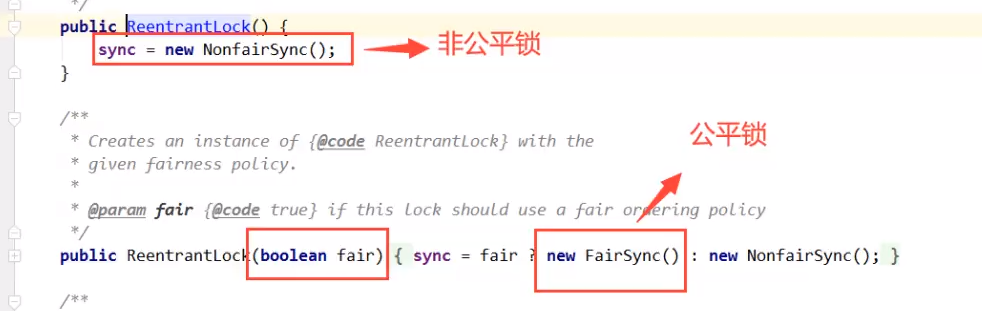 */
public ReentrantLock() {
sync = new NonfairSync();
非公平锁
}
/**
* Creates an instance of {@code ReentrantLock} with the
* given fairness policy.
*
* @param fair {@code true} if this lock should use a fair ordering policy
公平锁
*/
public ReentrantLock(boolean fair) { sync = fair ? new FairSync() : new NonfairSync(); }
/**